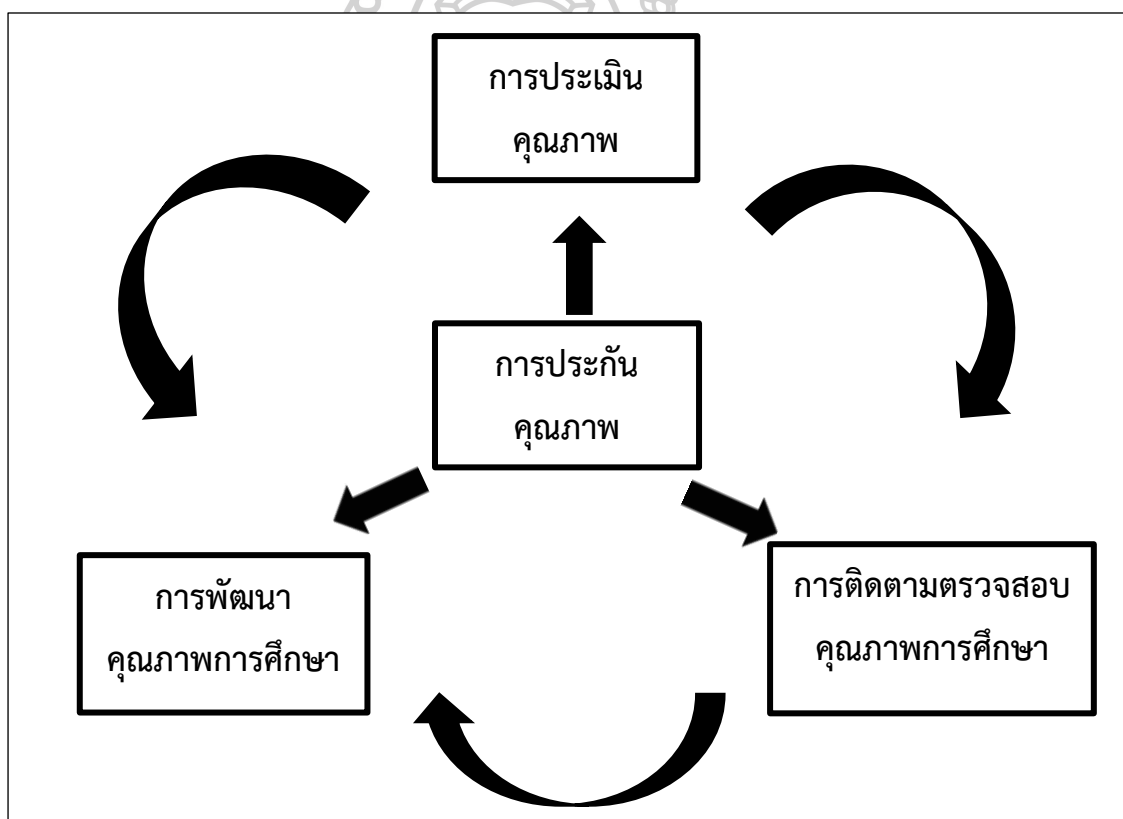 การประเมิน
คุณภาพ
การประกัน
คุณภาพ
การพัฒนา
คุณภาพการศึกษา
การติดตามตรวจสอบ
คุณภาพการศึกษา